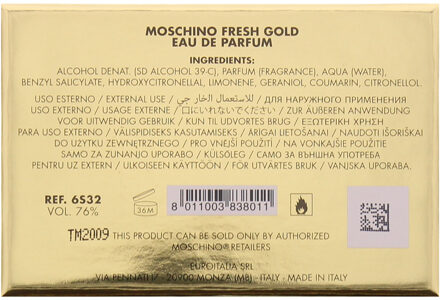 MOSCHINO FRESH GOLD
EAU DE PARFUM
INGREDIENTS:
ALCOHOL DENAT. (SD ALCOHOL 39-C), PARFUM (FRAGRANCE), AQUA (WATER),
BENZYL SALICYLATE, HYDROXYCITRONELLAL, LIMONENE, GERANIOL, COUMARIN, CITRONELLOL.
USO ESTERNO / EXTERNAL USE / للاستعمال الخارجي / ДЛЯ НАРУЖНОГО ПРИМЕНЕНИЯ
USO EXTERNO / USAGE EXTERNE / 口にいれないでください / ZUR ÄUßEREN ANWENDUNG
VOOR UITWENDIG GEBRUIK / KUN TIL UDVORTES BRUG / ΕΞΩΤΕΡΙΚΗ ΧΡΗΣΗ
PARA USO EXTERNO / VÄLISPIDISEKS KASUTAMISEKS / ĀRĪGAI LIETOŠANAI / NAUDOTI IŠORIŠKAI
DO UŻYTKU ZEWNĘTRZNEGO / PRO VNĚJŠÍ POUŽITÍ / NA VONKAJŠIE POUŽITIE
SAMO ZA ZUNANJO UPORABO / KÜLSŐLEG / САМО ЗА ВЪНШНА УПОТРЕБА
PENTRU UZ EXTERN / ULKOISEEN KÄYTTÖÖN / FÖR UTVÄRTES BRUK / VANJSKA UPORABA.
REF. 6S32
VOL. 76%
36M
8 011003 838011
TM2009 THIS PRODUCT CAN BE SOLD ONLY BY AUTHORIZED
MOSCHINO RETAILERS
EUROITALIA SRL
VIA PENNATI - 20900 MONZA (MB) - ITALY - MADE IN ITALY